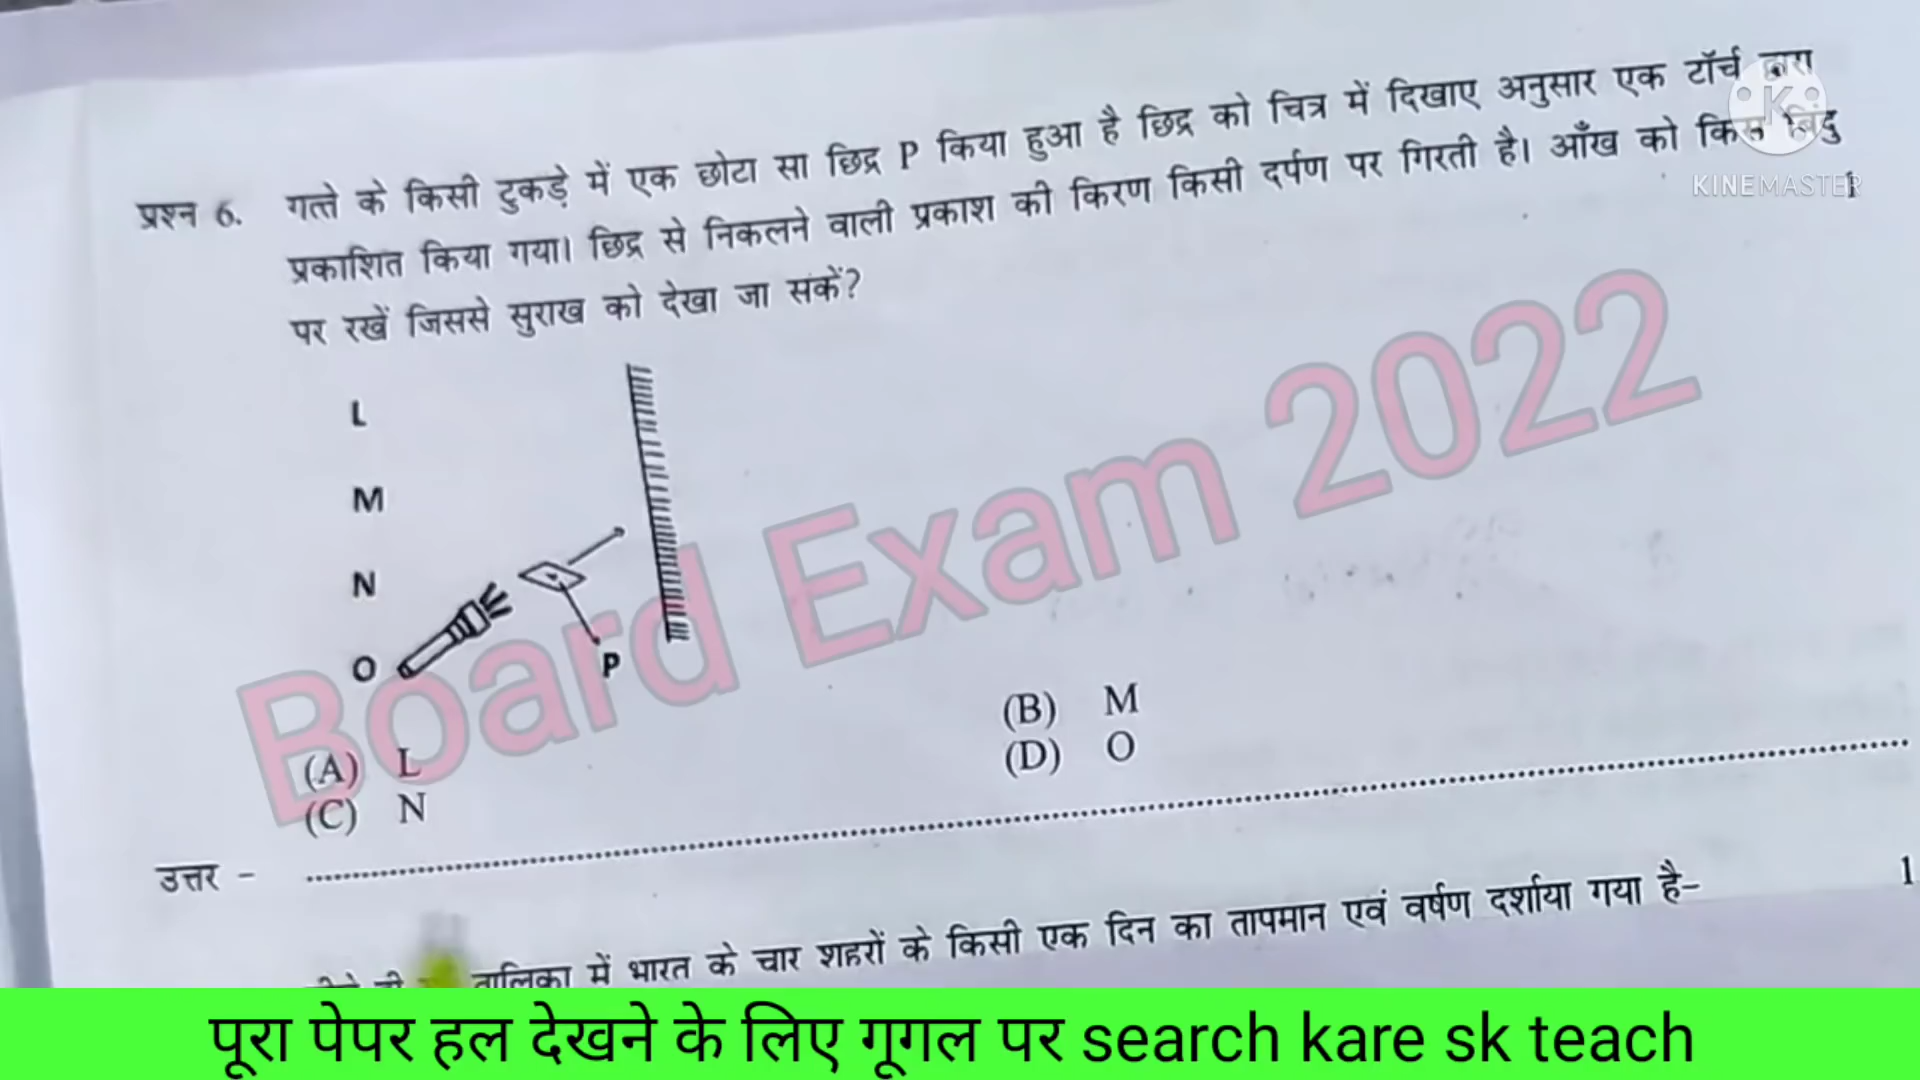 प्रश्न 6. गत्ते के किसी टुकड़े में एक छोटा सा छिद्र P किया हुआ है छिद्र को चित्र में दिखाए अनुसार एक टॉर्च द्वारा
प्रकाशित किया गया। छिद्र से निकलने वाली प्रकाश की किरण किसी दर्पण पर गिरती है। आँख को किस बिंदु
पर रखें जिससे सुराख को देखा जा सकें?
1
KINEMASTER
L
M
N
O
P
Board Exam 2022
(A) L
(B) M
(C) N
(D) O
उत्तर -
तालिका में भारत के चार शहरों के किसी एक दिन का तापमान एवं वर्षण दर्शाया गया है-
1
पूरा पेपर हल देखने के लिए गूगल पर search kare sk teach